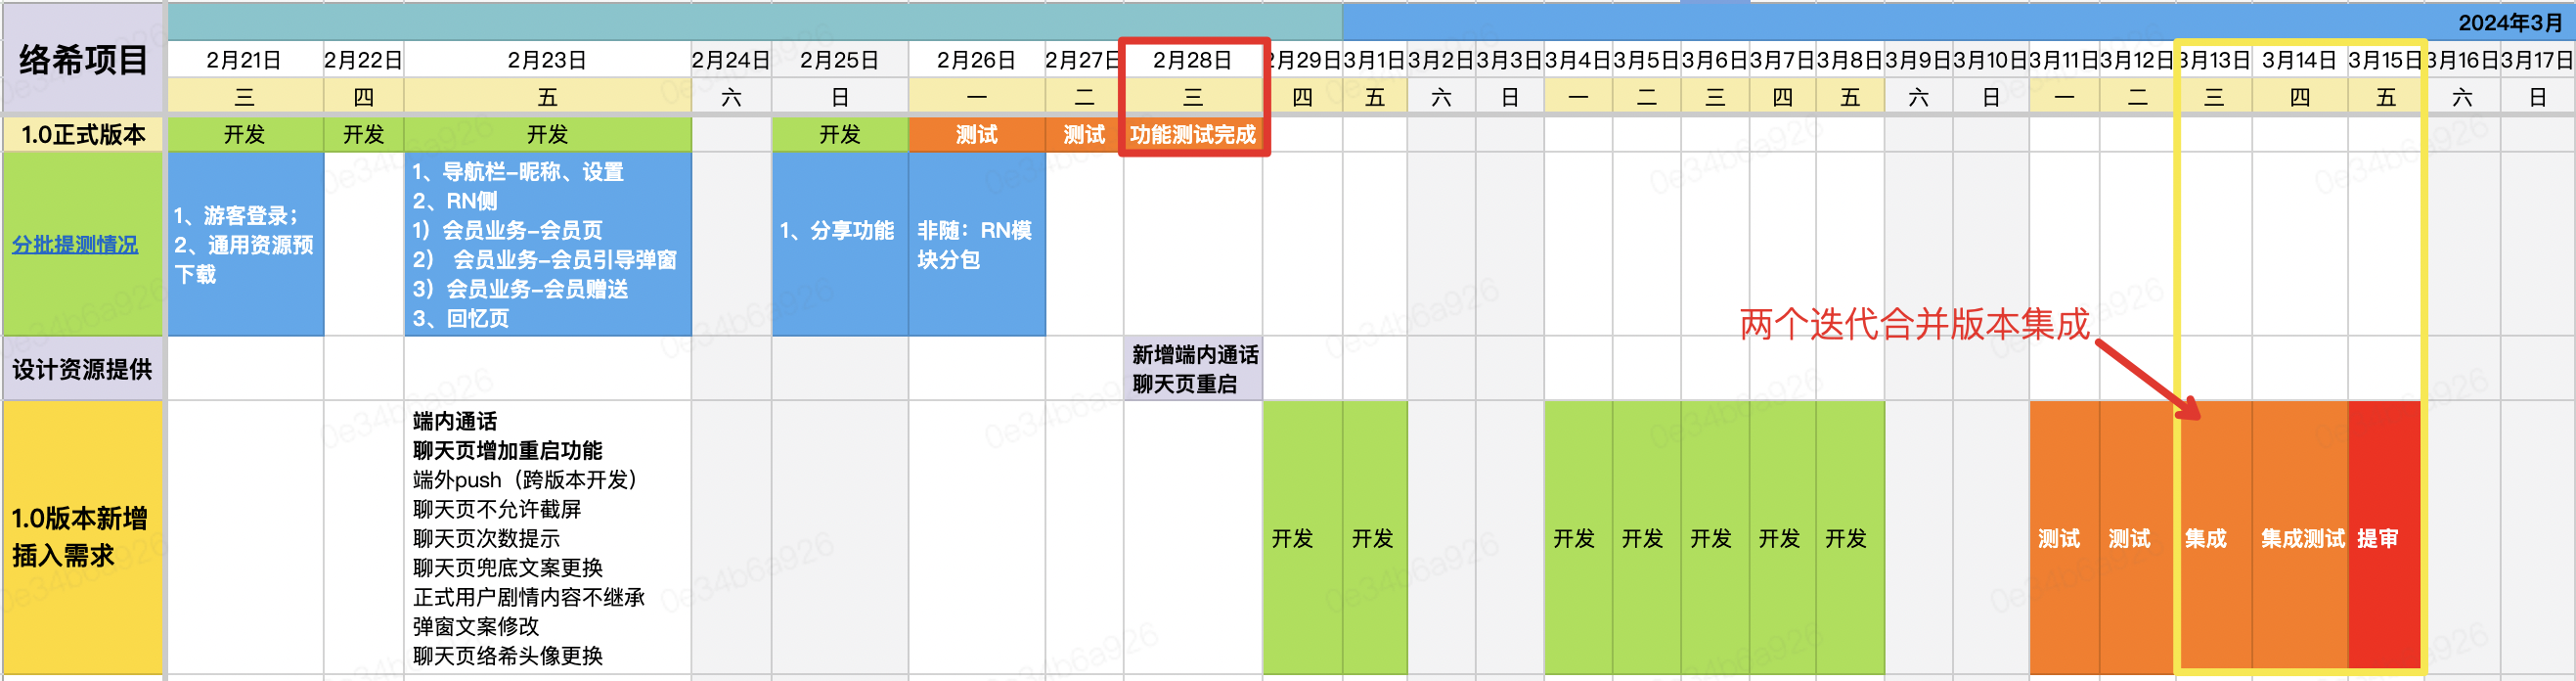 2024年3月
络希项目
2月21日 2月22日 2月23日 2月24日 2月25日 2月26日 2月27日 2月28日 2月29日 3月1日 3月2日 3月3日 3月4日 3月5日 3月6日 3月7日 3月8日 3月9日 3月10日 3月11日 3月12日 3月13日 3月14日 3月15日 3月16日 3月17日
三 四 五 六 日 一 二 三 四 五 六 日 一 二 三 四 五 六 日 一 二 三 四 五 六 日
1.0正式版本 开发 开发 开发 开发 测试 测试 功能测试完成
分批提测情况
1、游客登录；
2、通用资源预
下载
1、导航栏-昵称、设置
2、RN侧
1）会员业务-会员页
2） 会员业务-会员引导弹窗
3）会员业务-会员赠送
3、回忆页
1、分享功能
非随：RN模
块分包
两个迭代合并版本集成
设计资源提供
新增端内通话
聊天页重启
1.0版本新增
插入需求
端内通话
聊天页增加重启功能
端外push（跨版本开发）
聊天页不允许截屏
聊天页次数提示
聊天页兜底文案更换
正式用户剧情内容不继承
弹窗文案修改
聊天页络希头像更换
开发 开发 开发 开发 开发 开发 开发 测试 测试 集成 集成测试 提审
0e34b6a926